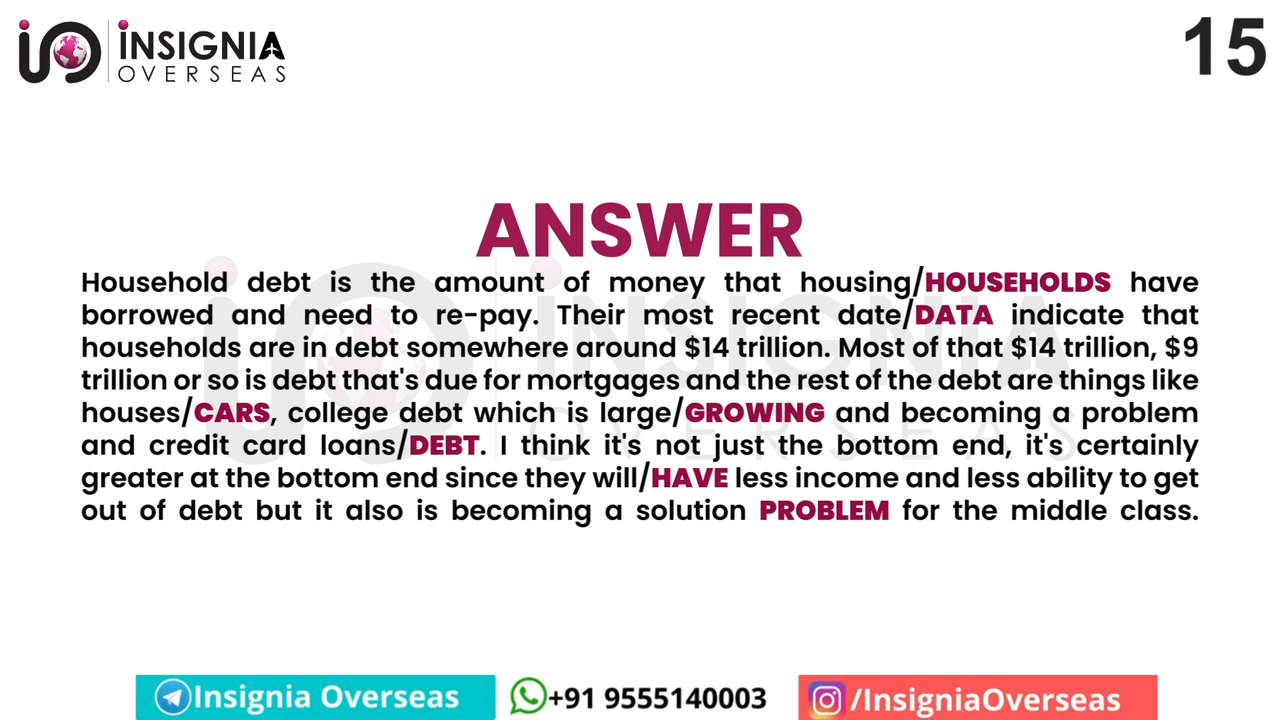 iNSIGNIA
OVERSEAS
15
ANSWER
Household debt is the amount of money that housing/HOUSEHOLDS have
borrowed and need to re-pay. Their most recent date/DATA indicate that
households are in debt somewhere around $14 trillion. Most of that $14 trillion, $9
trillion or so is debt that's due for mortgages and the rest of the debt are things like
houses/CARS, college debt which is large/GROWING and becoming a problem
and credit card loans/DEBT. I think it's not just the bottom end, it's certainly
greater at the bottom end since they will/HAVE less income and less ability to get
out of debt but it also is becoming a solution PROBLEM for the middle class.
Insignia Overseas
+91 9555140003
/InsigniaOverseas